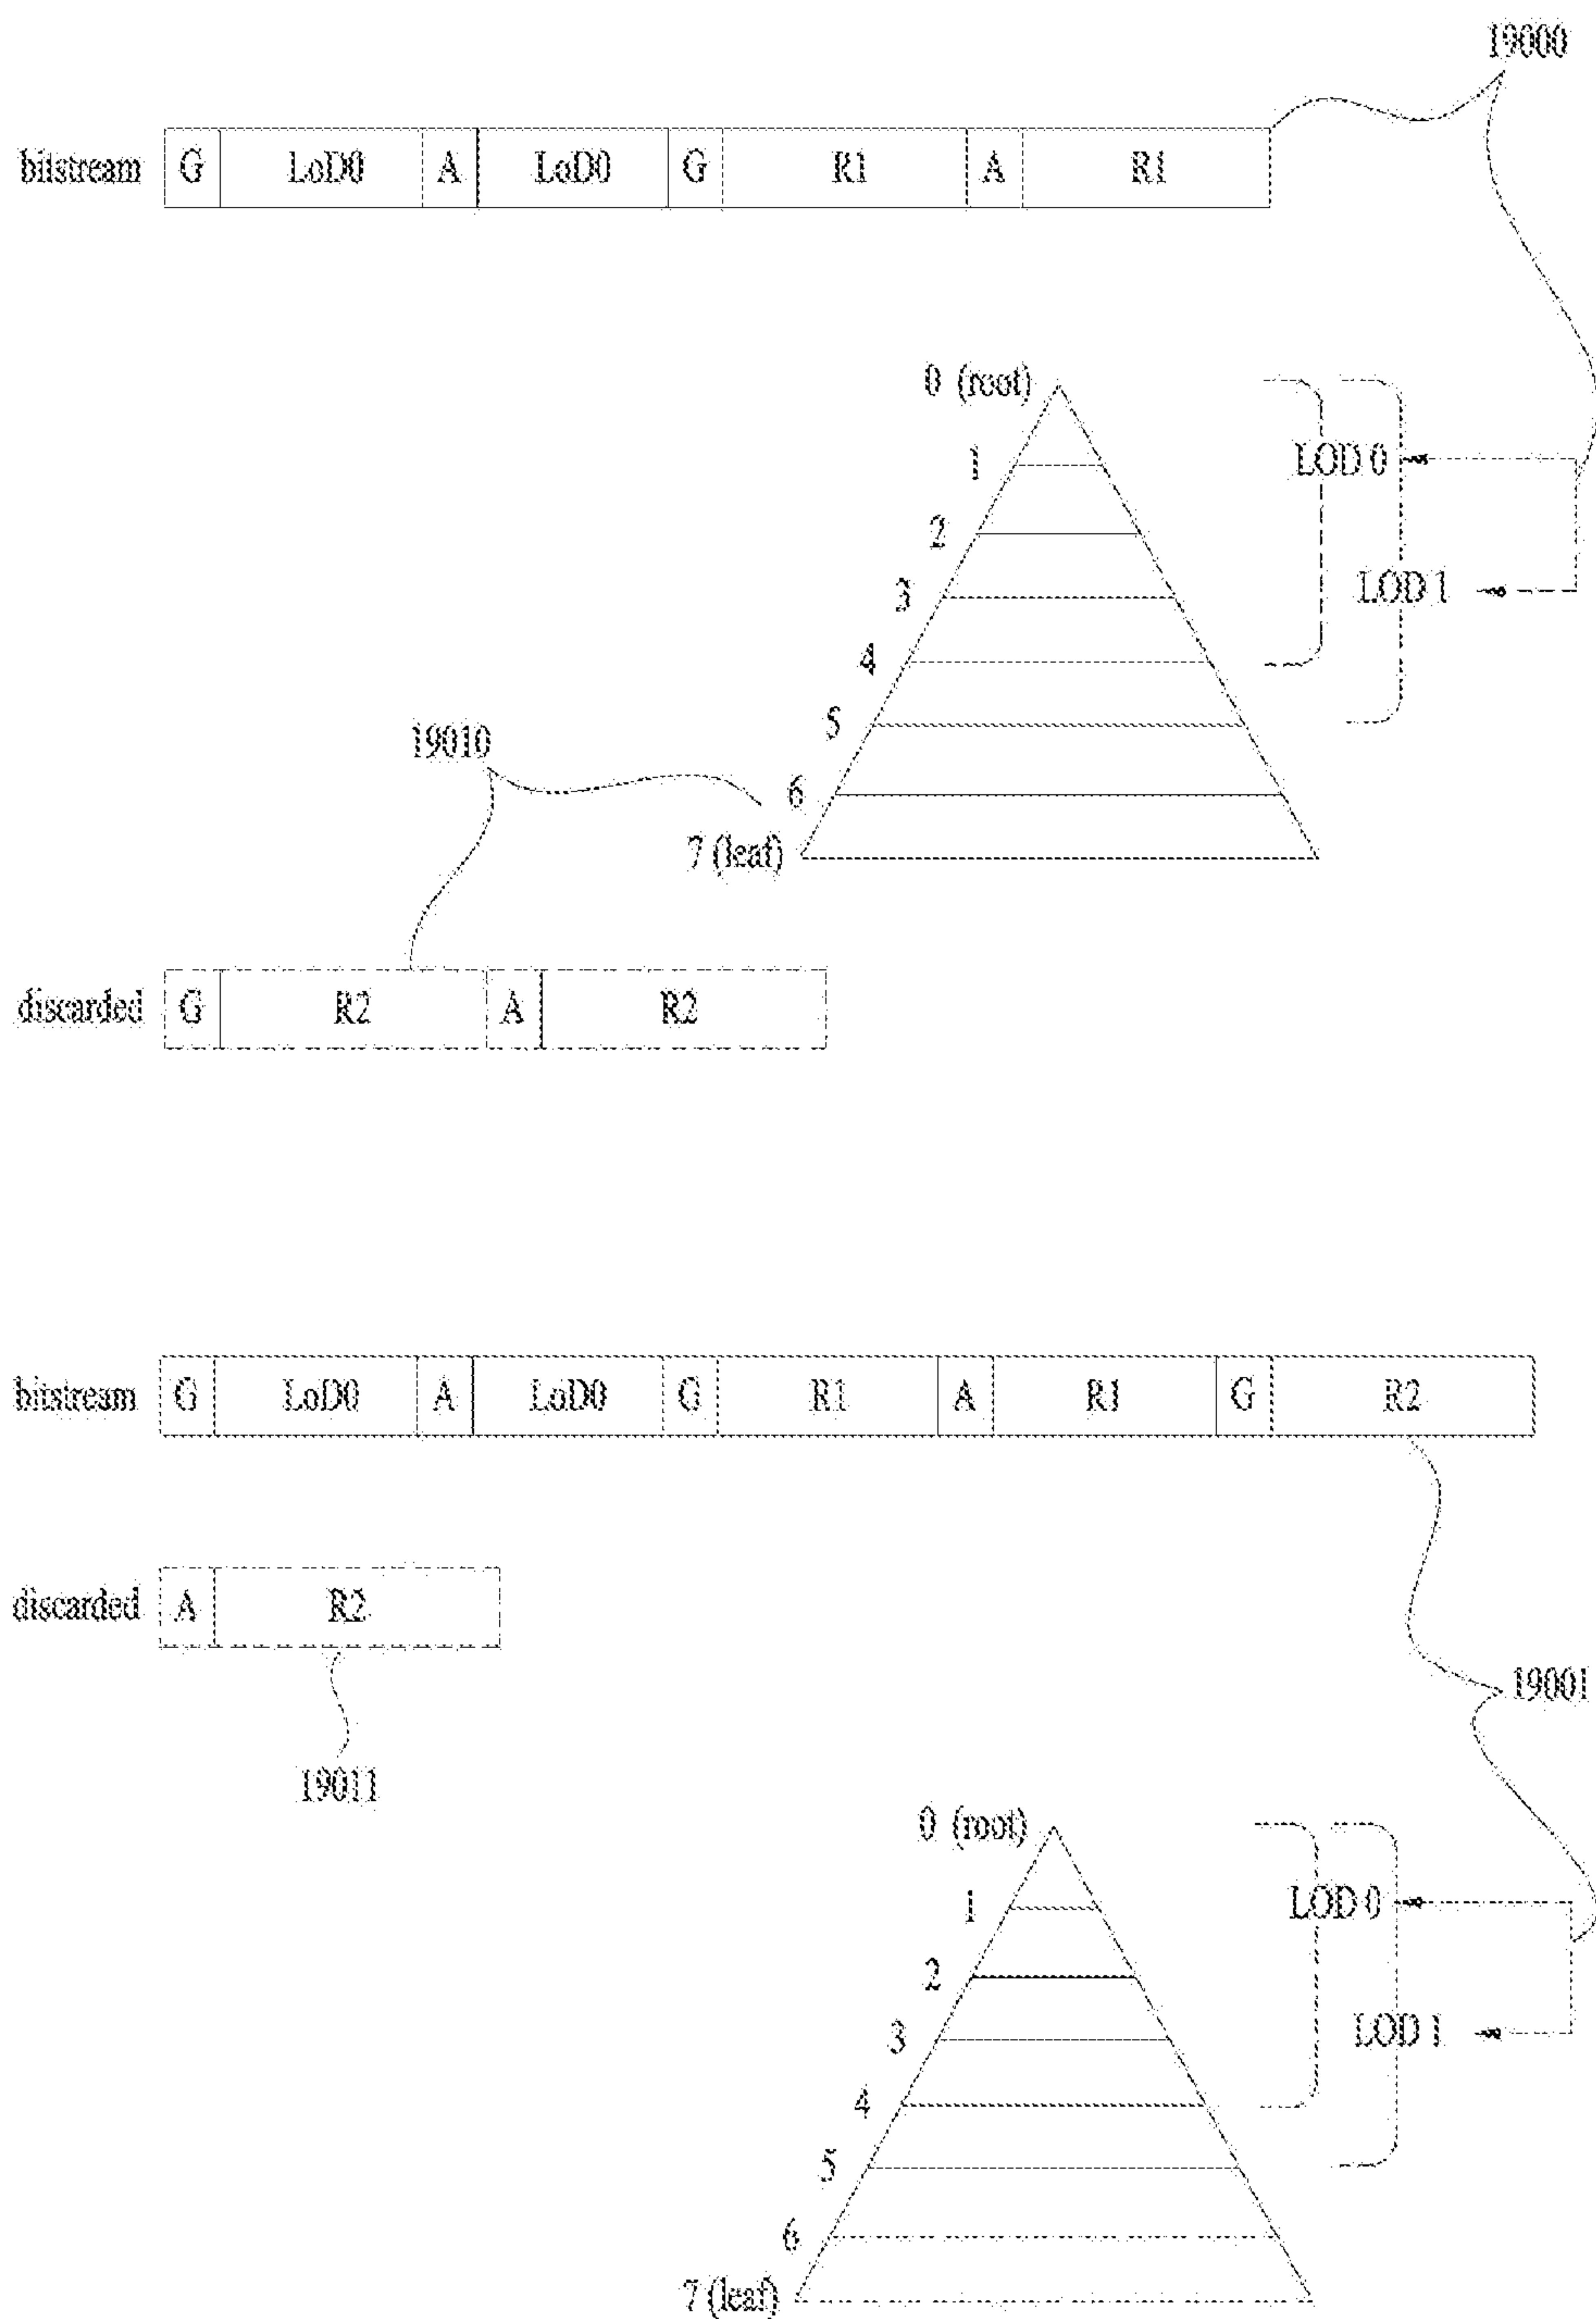 19000
bitstream G LoD0 A LoD0 G R1 A R1
0 (root)
1
LOD 0
2
3
LOD 1
4
5
19010
6
7 (leaf)
discarded G R2 A R2
bitstream G LoD0 A LoD0 G R1 A R1 G R2
discarded A R2
19001
19011
0 (root)
1
LOD 0
2
3
LOD 1
4
5
6
7 (leaf)